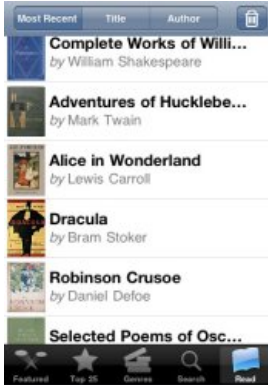 Most Recent
Title
Author
Complete Works of Willi...
by William Shakespeare
Adventures of Hucklebe...
by Mark Twain
Alice in Wonderland
by Lewis Carroll
Dracula
by Bram Stoker
Robinson Crusoe
by Daniel Defoe
Selected Poems of Osc...
Featured
Top 25
Genres
Search
Read